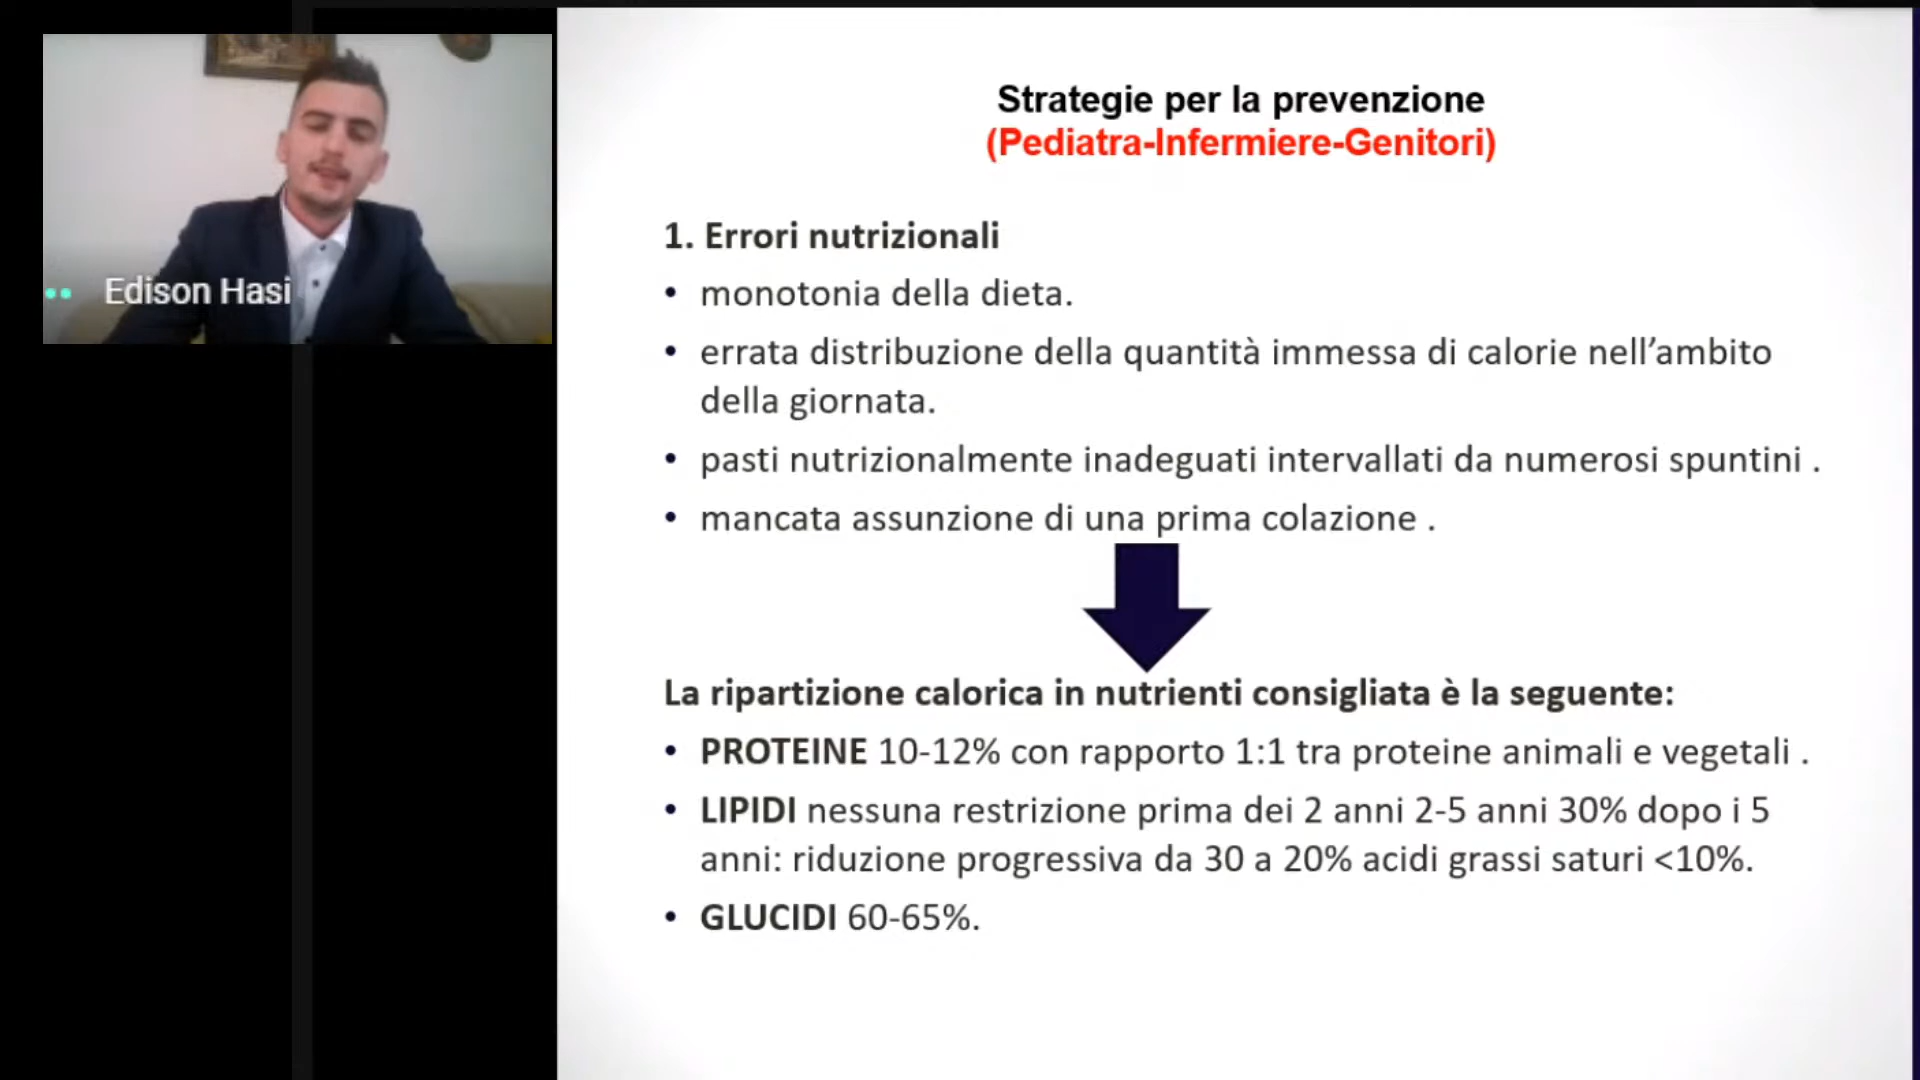 Edison Hasi
Strategie per la prevenzione
(Pediatra-Infermiere-Genitori)
1. Errori nutrizionali
• monotonia della dieta.
• errata distribuzione della quantità immessa di calorie nell’ambito
della giornata.
• pasti nutrizionalmente inadeguati intervallati da numerosi spuntini .
• mancata assunzione di una prima colazione .
La ripartizione calorica in nutrienti consigliata è la seguente:
• PROTEINE 10-12% con rapporto 1:1 tra proteine animali e vegetali .
• LIPIDI nessuna restrizione prima dei 2 anni 2-5 anni 30% dopo i 5
anni: riduzione progressiva da 30 a 20% acidi grassi saturi <10%.
• GLUCIDI 60-65%.